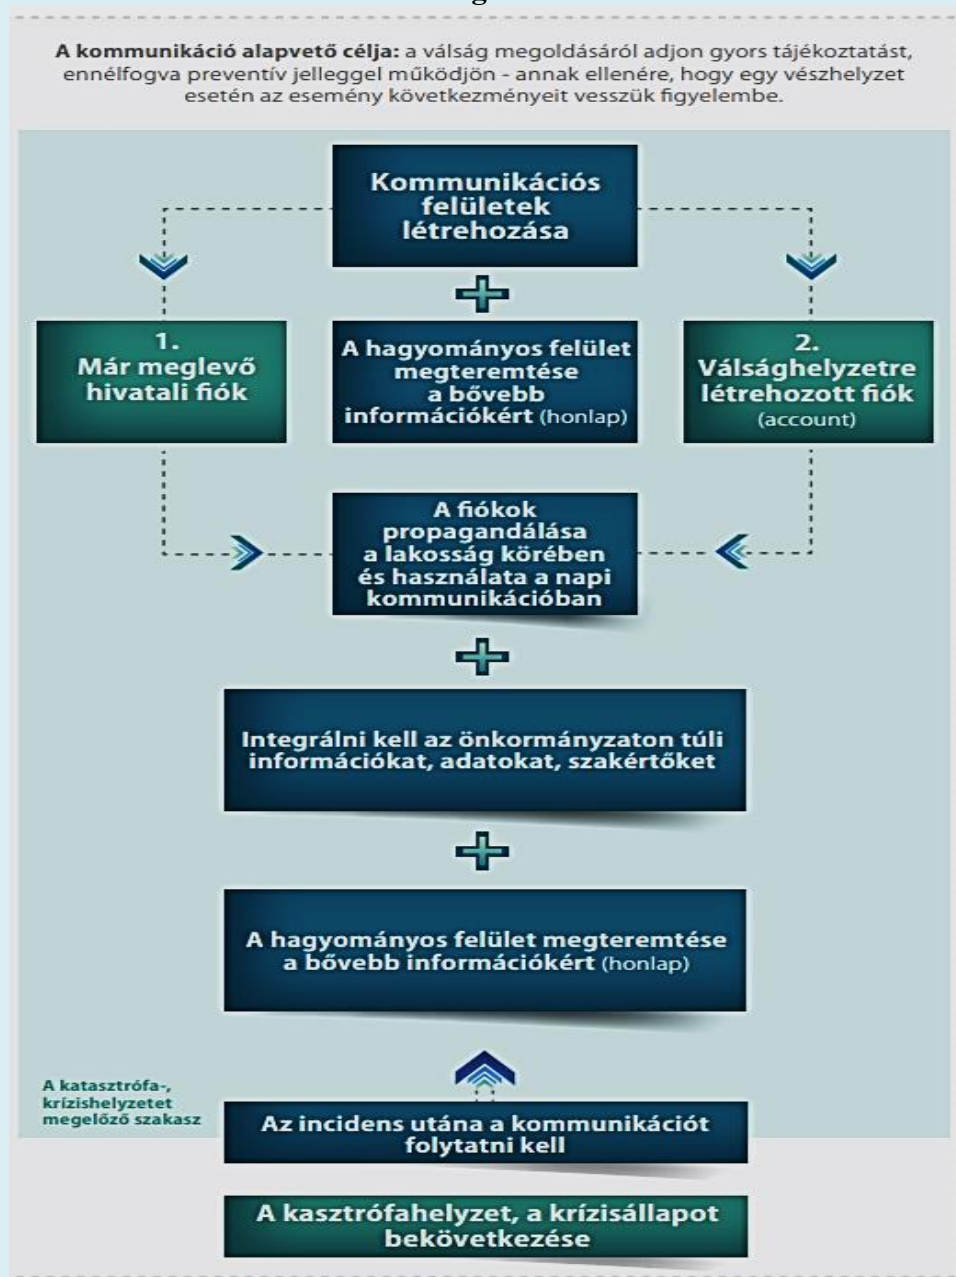 A kommunikáció alapvető célja: a válság megoldásáról adjon gyors tájékoztatást,
ennélfogva preventív jelleggel működjön - annak ellenére, hogy egy vészhelyzet
esetén az esemény következményeit vesszük figyelembe.
Kommunikációs
felületek
létrehozása
1.
Már meglevő
hivatali fiók
A hagyományos felület
megteremtése
a bővebb
információkért (honlap)
2.
Válsághelyzetre
létrehozott fiók
(account)
A fiókok
propagandálása
a lakosság körében
és használata a napi
kommunikációban
Integrálni kell az önkormányzaton túli
információkat, adatokat, szakértőket
A hagyományos felület megteremtése
a bővebb információkért (honlap)
A katasztrófa-,
krízishelyzetet
megelőző szakasz
Az incidens utána a kommunikációt
folytatni kell
A kasztrófahelyzet, a krízisállapot
bekövetkezése